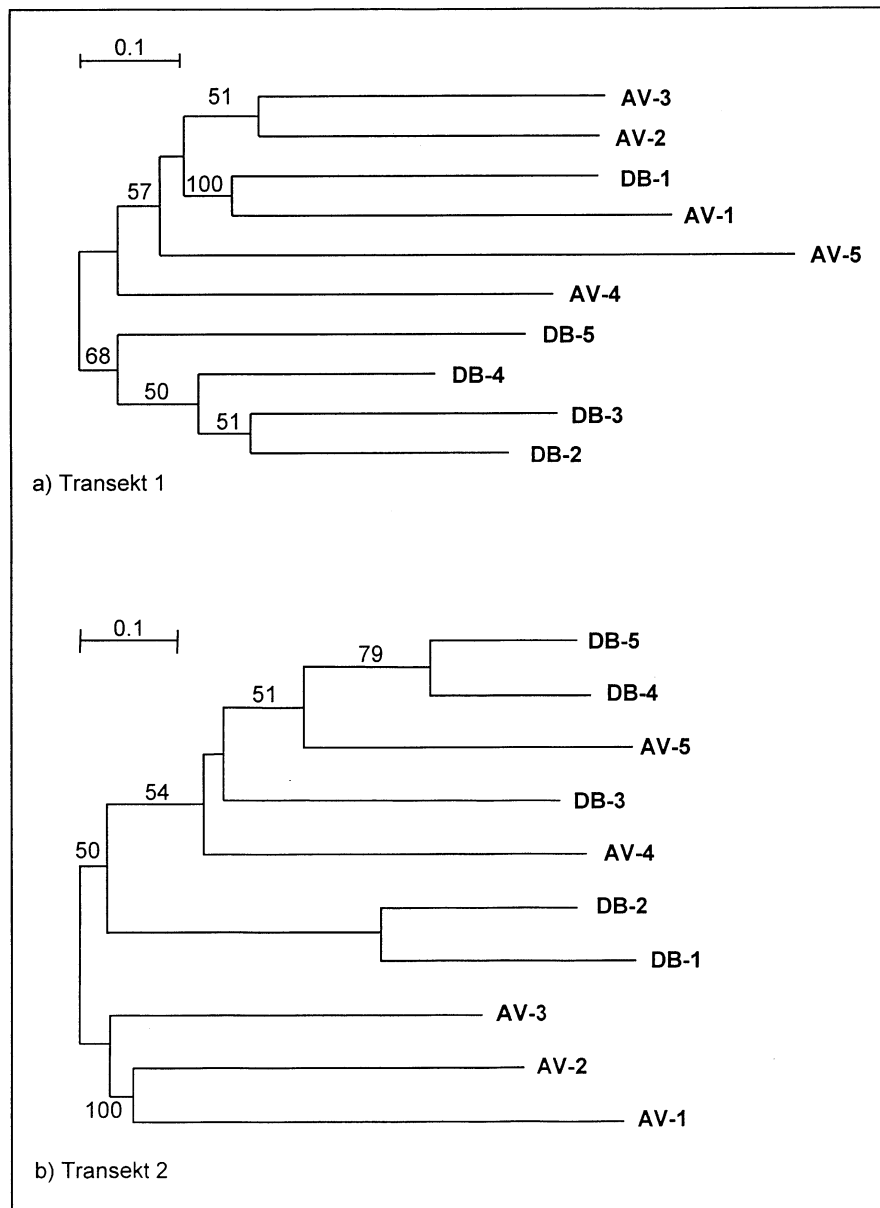 0.1
51
AV-3
AV-2
DB-1
100
57
AV-1
AV-5
AV-4
DB-5
68
DB-4
50
DB-3
51
DB-2
a) Transekt 1
0.1
DB-5
79
DB-4
51
AV-5
54
DB-3
50
AV-4
DB-2
DB-1
AV-3
AV-2
100
AV-1
b) Transekt 2